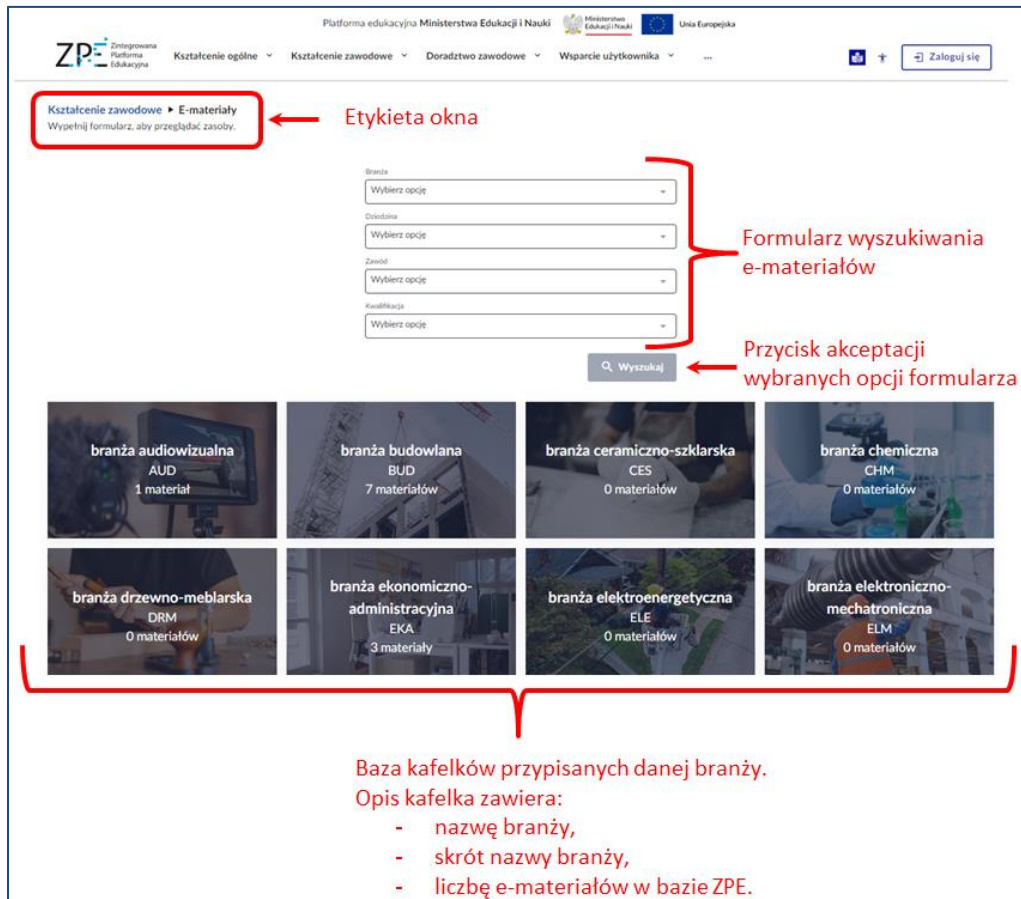 Platforma edukacyjna Ministerstwa Edukacji i Nauki
Ministerstwo
Edukacji i Nauki
Unia Europejska
ZPE
Zintegrowana
Platforma
Edukacyjna
Kształcenie ogólne
Kształcenie zawodowe
Doradztwo zawodowe
Wsparcie użytkownika
...
Zaloguj się
Kształcenie zawodowe ▸ E-materiały
Wypełnij formularz, aby przeglądać zasoby.
Etykieta okna
Branża
Wybierz opcję
Dziedzina
Wybierz opcję
Zawód
Wybierz opcję
Kwalifikacja
Wybierz opcję
Formularz wyszukiwania
e-materiałów
Wyszukaj
Przycisk akceptacji
wybranych opcji formularza
branża audiowizualna
AUD
1 materiał
branża budowlana
BUD
7 materiałów
branża ceramiczno-szklarska
CES
0 materiałów
branża chemiczna
CHM
0 materiałów
branża drzewno-meblarska
DRM
0 materiałów
branża ekonomiczno-
administracyjna
EKA
3 materiały
branża elektroenergetyczna
ELE
0 materiałów
branża elektroniczno-
mechatroniczna
ELM
0 materiałów
Baza kafelków przypisanych danej branży.
Opis kafelka zawiera:
- nazwę branży,
- skrót nazwy branży,
- liczbę e-materiałów w bazie ZPE.